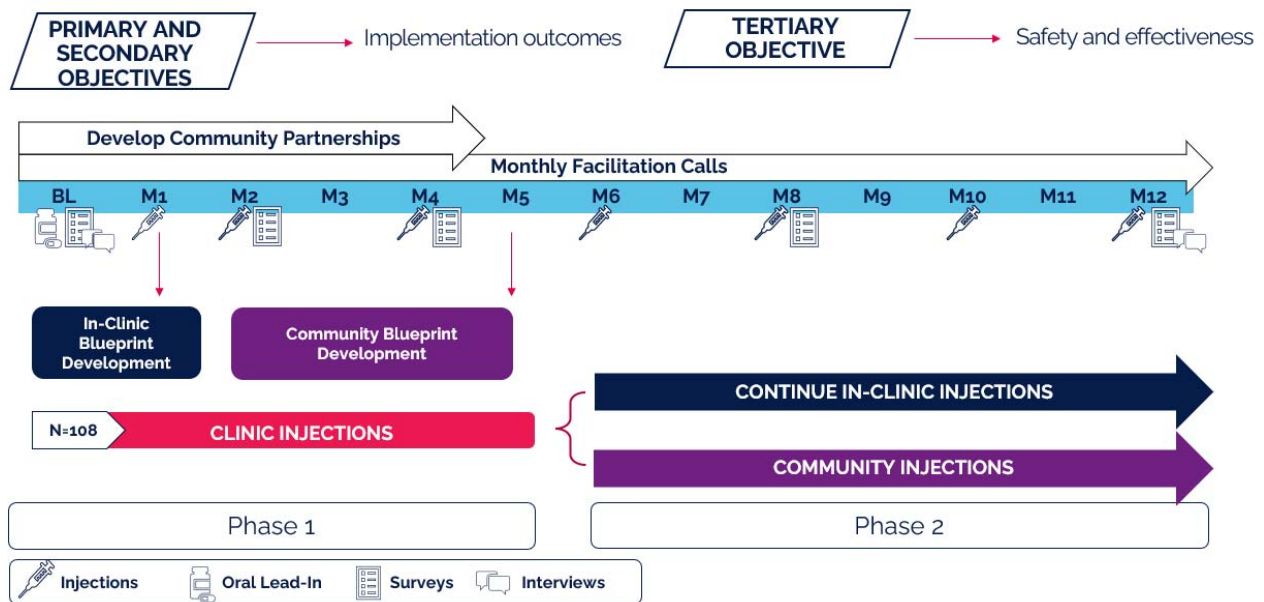 PRIMARY AND
SECONDARY
OBJECTIVES
Implementation outcomes
TERTIARY
OBJECTIVE
Safety and effectiveness
Develop Community Partnerships
Monthly Facilitation Calls
BL M1 M2 M3 M4 M5 M6 M7 M8 M9 M10 M11 M12
In-Clinic
Blueprint
Development
Community Blueprint
Development
N=108
CLINIC INJECTIONS
CONTINUE IN-CLINIC INJECTIONS
COMMUNITY INJECTIONS
Phase 1
Phase 2
Injections
Oral Lead-In
Surveys
Interviews